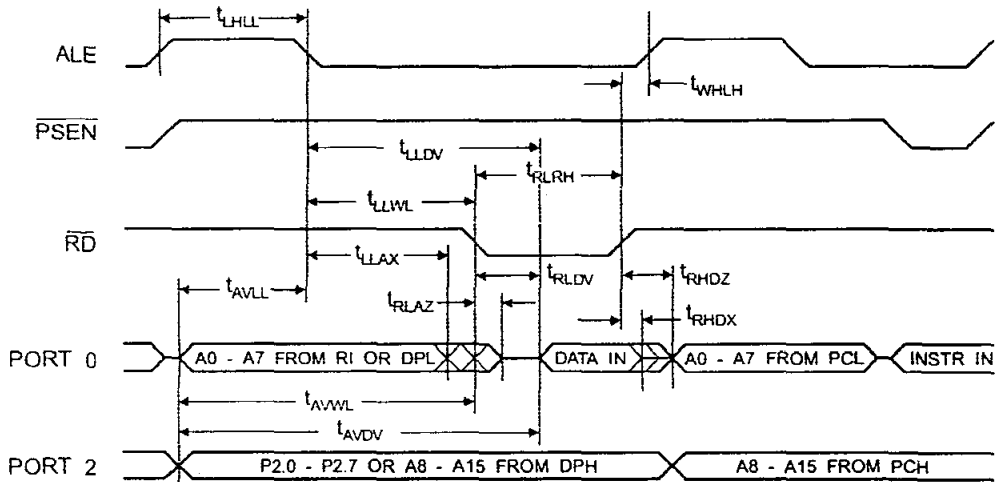 tLHLL
ALE
tWHLH
PSEN
tLLDV
tRLRH
tLLWL
RD
tLLAX
tRLDV
tRHDZ
tAVLL
tRLAZ
tRHDX
PORT 0
A0 - A7 FROM RI OR DPL
DATA IN
A0 - A7 FROM PCL
INSTR IN
tAVWL
tAVDV
PORT 2
P2.0 - P2.7 OR A8 - A15 FROM DPH
A8 - A15 FROM PCH